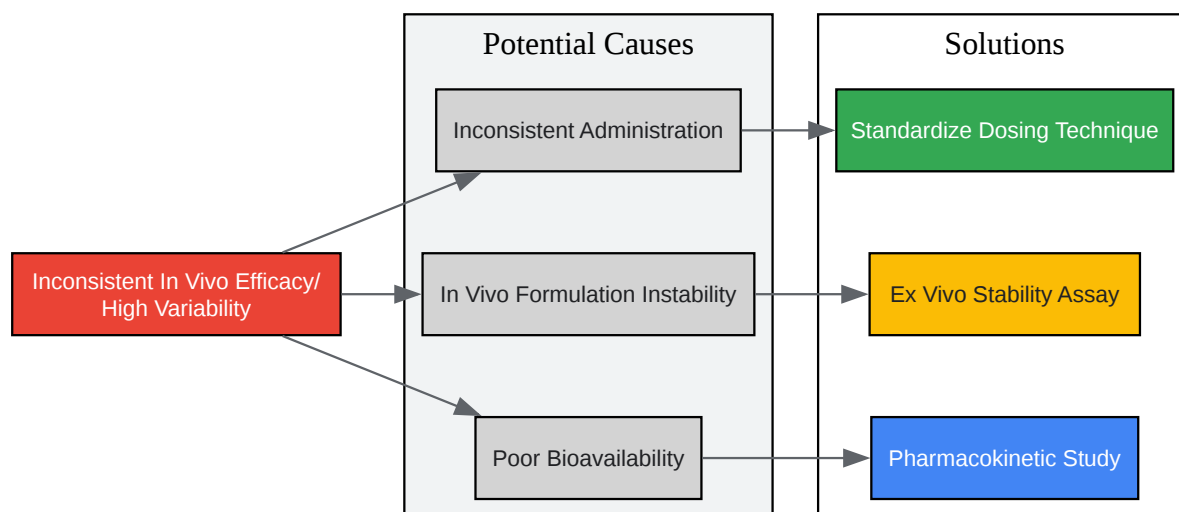 Potential Causes
Solutions
Inconsistent Administration
Standardize Dosing Technique
Inconsistent In Vivo Efficacy/
High Variability
In Vivo Formulation Instability
Ex Vivo Stability Assay
Poor Bioavailability
Pharmacokinetic Study